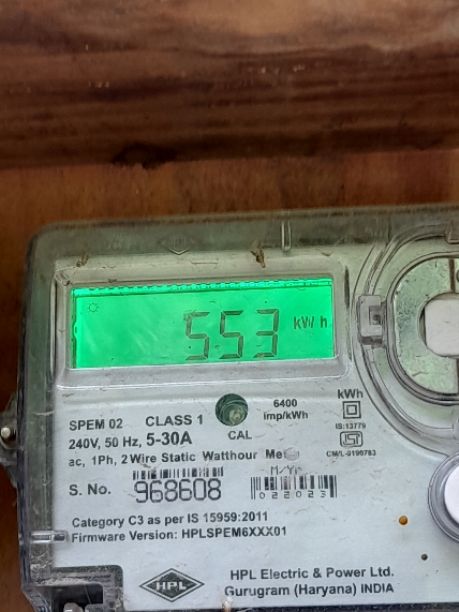 553 kWh
SPEM 02 CLASS 1
240V, 50 Hz, 5-30A
CAL
6400
imp/kWh
kWh
IS:13779
ac, 1Ph, 2 Wire Static Watthour
M/Yr
S. No. 968608
022023
Category C3 as per IS 15959:2011
Firmware Version: HPLSPEM6XXX01
HPL
HPL Electric & Power Ltd.
Gurugram (Haryana) INDIA